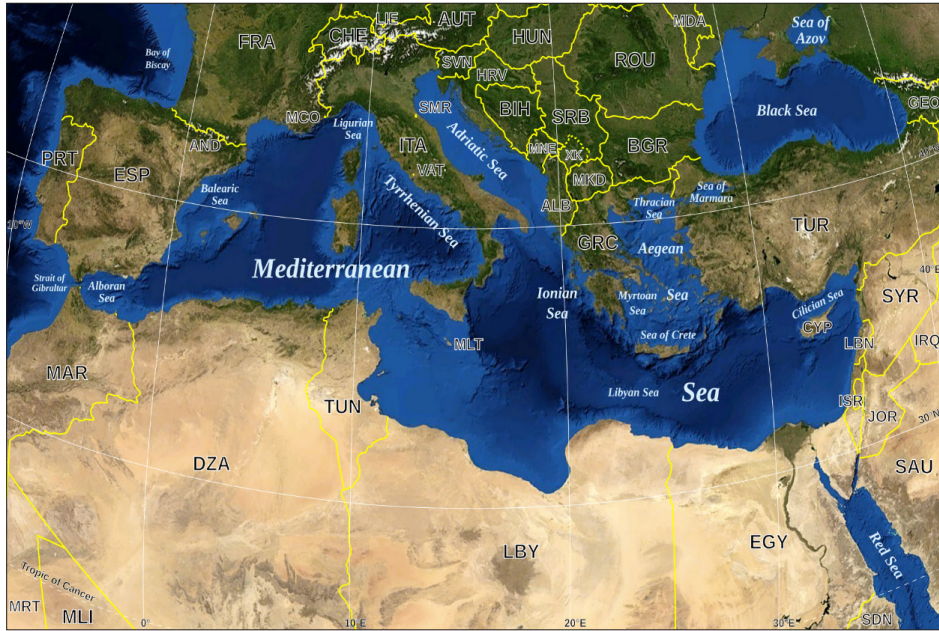 Bay of
Biscay
FRA
CHE
LIE
AUT
HUN
MDA
Sea of
Azov
ROU
SVN
HRV
MCO
Ligurian
Sea
SMR
BIH
SRB
Black Sea
GEO
PRT
AND
ESP
ITA
VAT
Adriatic Sea
MNE
XK
BGR
40°N
Balearic
Sea
Tyrrhenian Sea
MKD
ALB
Thracian
Sea
Sea of
Marmara
10°W
TUR
GRC
Aegean
Sea
Mediterranean
Sea
Strait of
Gibraltar
Alboran
Sea
Ionian
Sea
Myrtoan
Sea
Cilician Sea
CYP
40°E
SYR
Sea of Crete
MLT
LBN
IRQ
MAR
TUN
Libyan Sea
ISR
JOR
30°N
DZA
SAU
LBY
EGY
Red Sea
Tropic of Cancer
MRT
MLI
0°
10°E
20°E
30°E
SDN